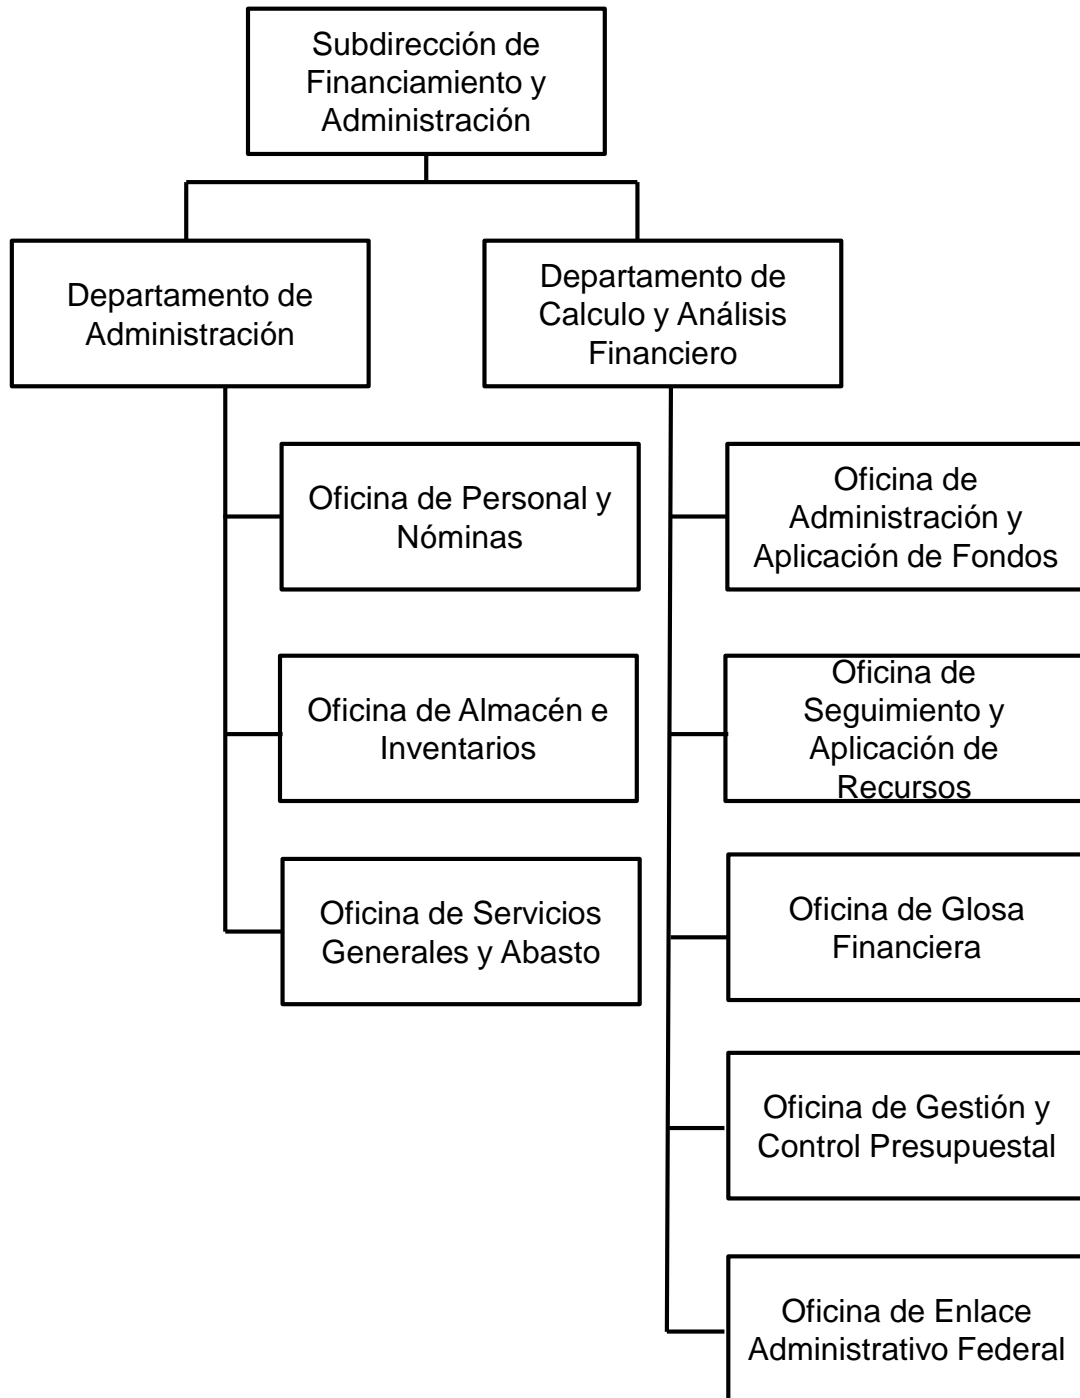 Subdirección de
Financiamiento y
Administración
Departamento de
Administración
Departamento de
Calculo y Análisis
Financiero
Oficina de Personal y
Nóminas
Oficina de Almacén e
Inventarios
Oficina de Servicios
Generales y Abasto
Oficina de
Administración y
Aplicación de Fondos
Oficina de
Seguimiento y
Aplicación de
Recursos
Oficina de Glosa
Financiera
Oficina de Gestión y
Control Presupuestal
Oficina de Enlace
Administrativo Federal